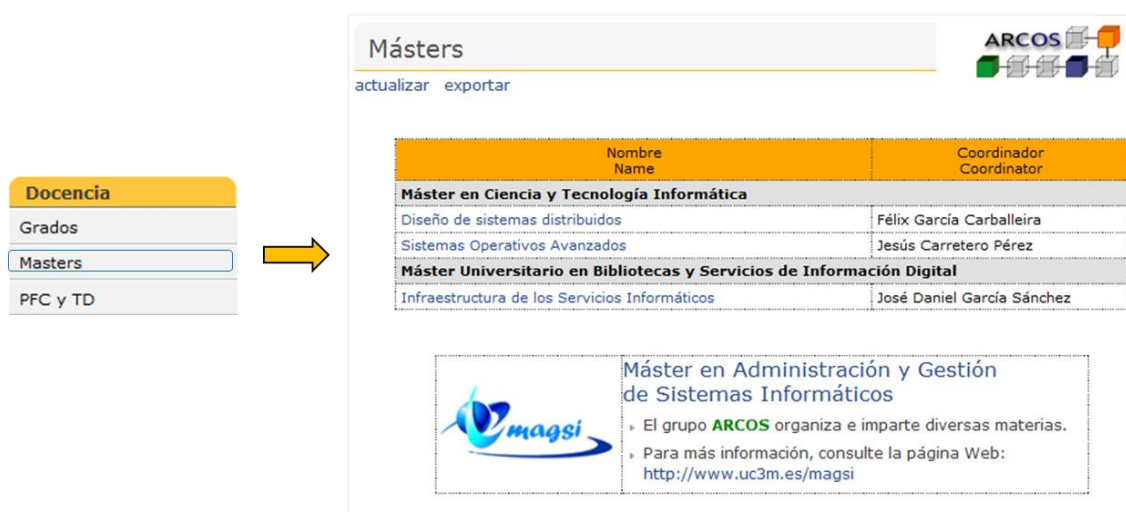 Docencia
Grados
Masters
PFC y TD
Másters
ARCOS
actualizar exportar
Nombre Coordinador
Name Coordinator
Máster en Ciencia y Tecnología Informática
Diseño de sistemas distribuidos Félix García Carballeira
Sistemas Operativos Avanzados Jesús Carretero Pérez
Máster Universitario en Bibliotecas y Servicios de Información Digital
Infraestructura de los Servicios Informáticos José Daniel García Sánchez
magsi
Máster en Administración y Gestión
de Sistemas Informáticos
El grupo ARCOS organiza e imparte diversas materias.
Para más información, consulte la página Web:
http://www.uc3m.es/magsi